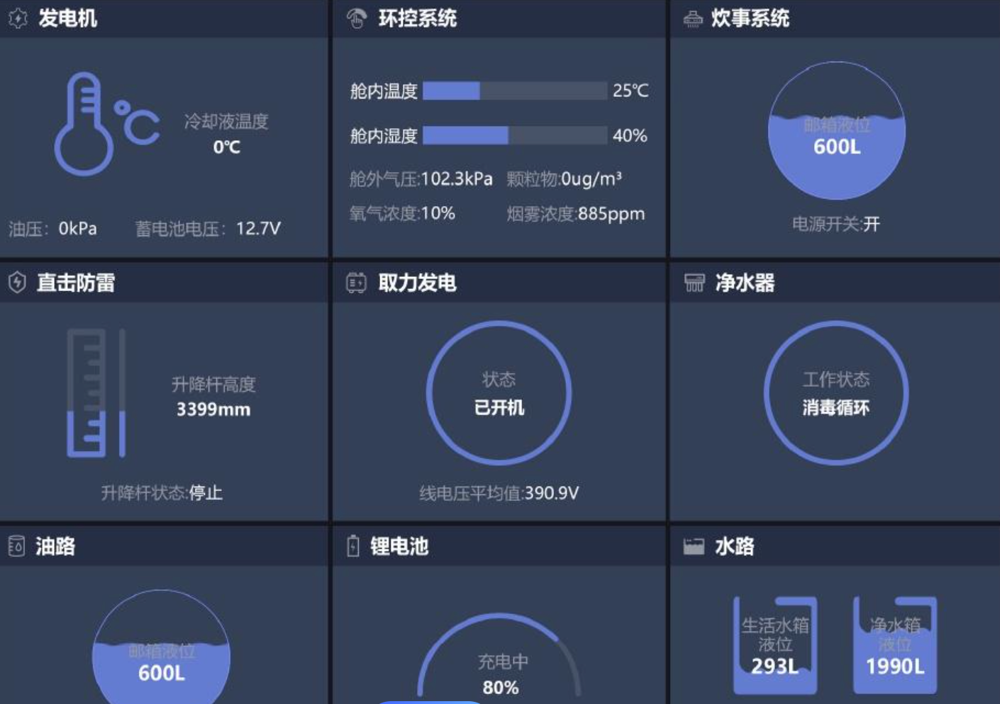 发电机
℃
冷却液温度
0℃
油压：0kPa
蓄电池电压：12.7V
环控系统
舱内温度 25℃
舱内湿度 40%
舱外气压:102.3kPa
颗粒物:0ug/m³
氧气浓度:10%
烟雾浓度:885ppm
炊事系统
邮箱液位
600L
电源开关:开
直击防雷
升降杆高度
3399mm
升降杆状态:停止
取力发电
状态
已开机
线电压平均值:390.9V
净水器
工作状态
消毒循环
油路
邮箱液位
600L
锂电池
充电中
80%
水路
生活水箱
液位
293L
净水箱
液位
1990L